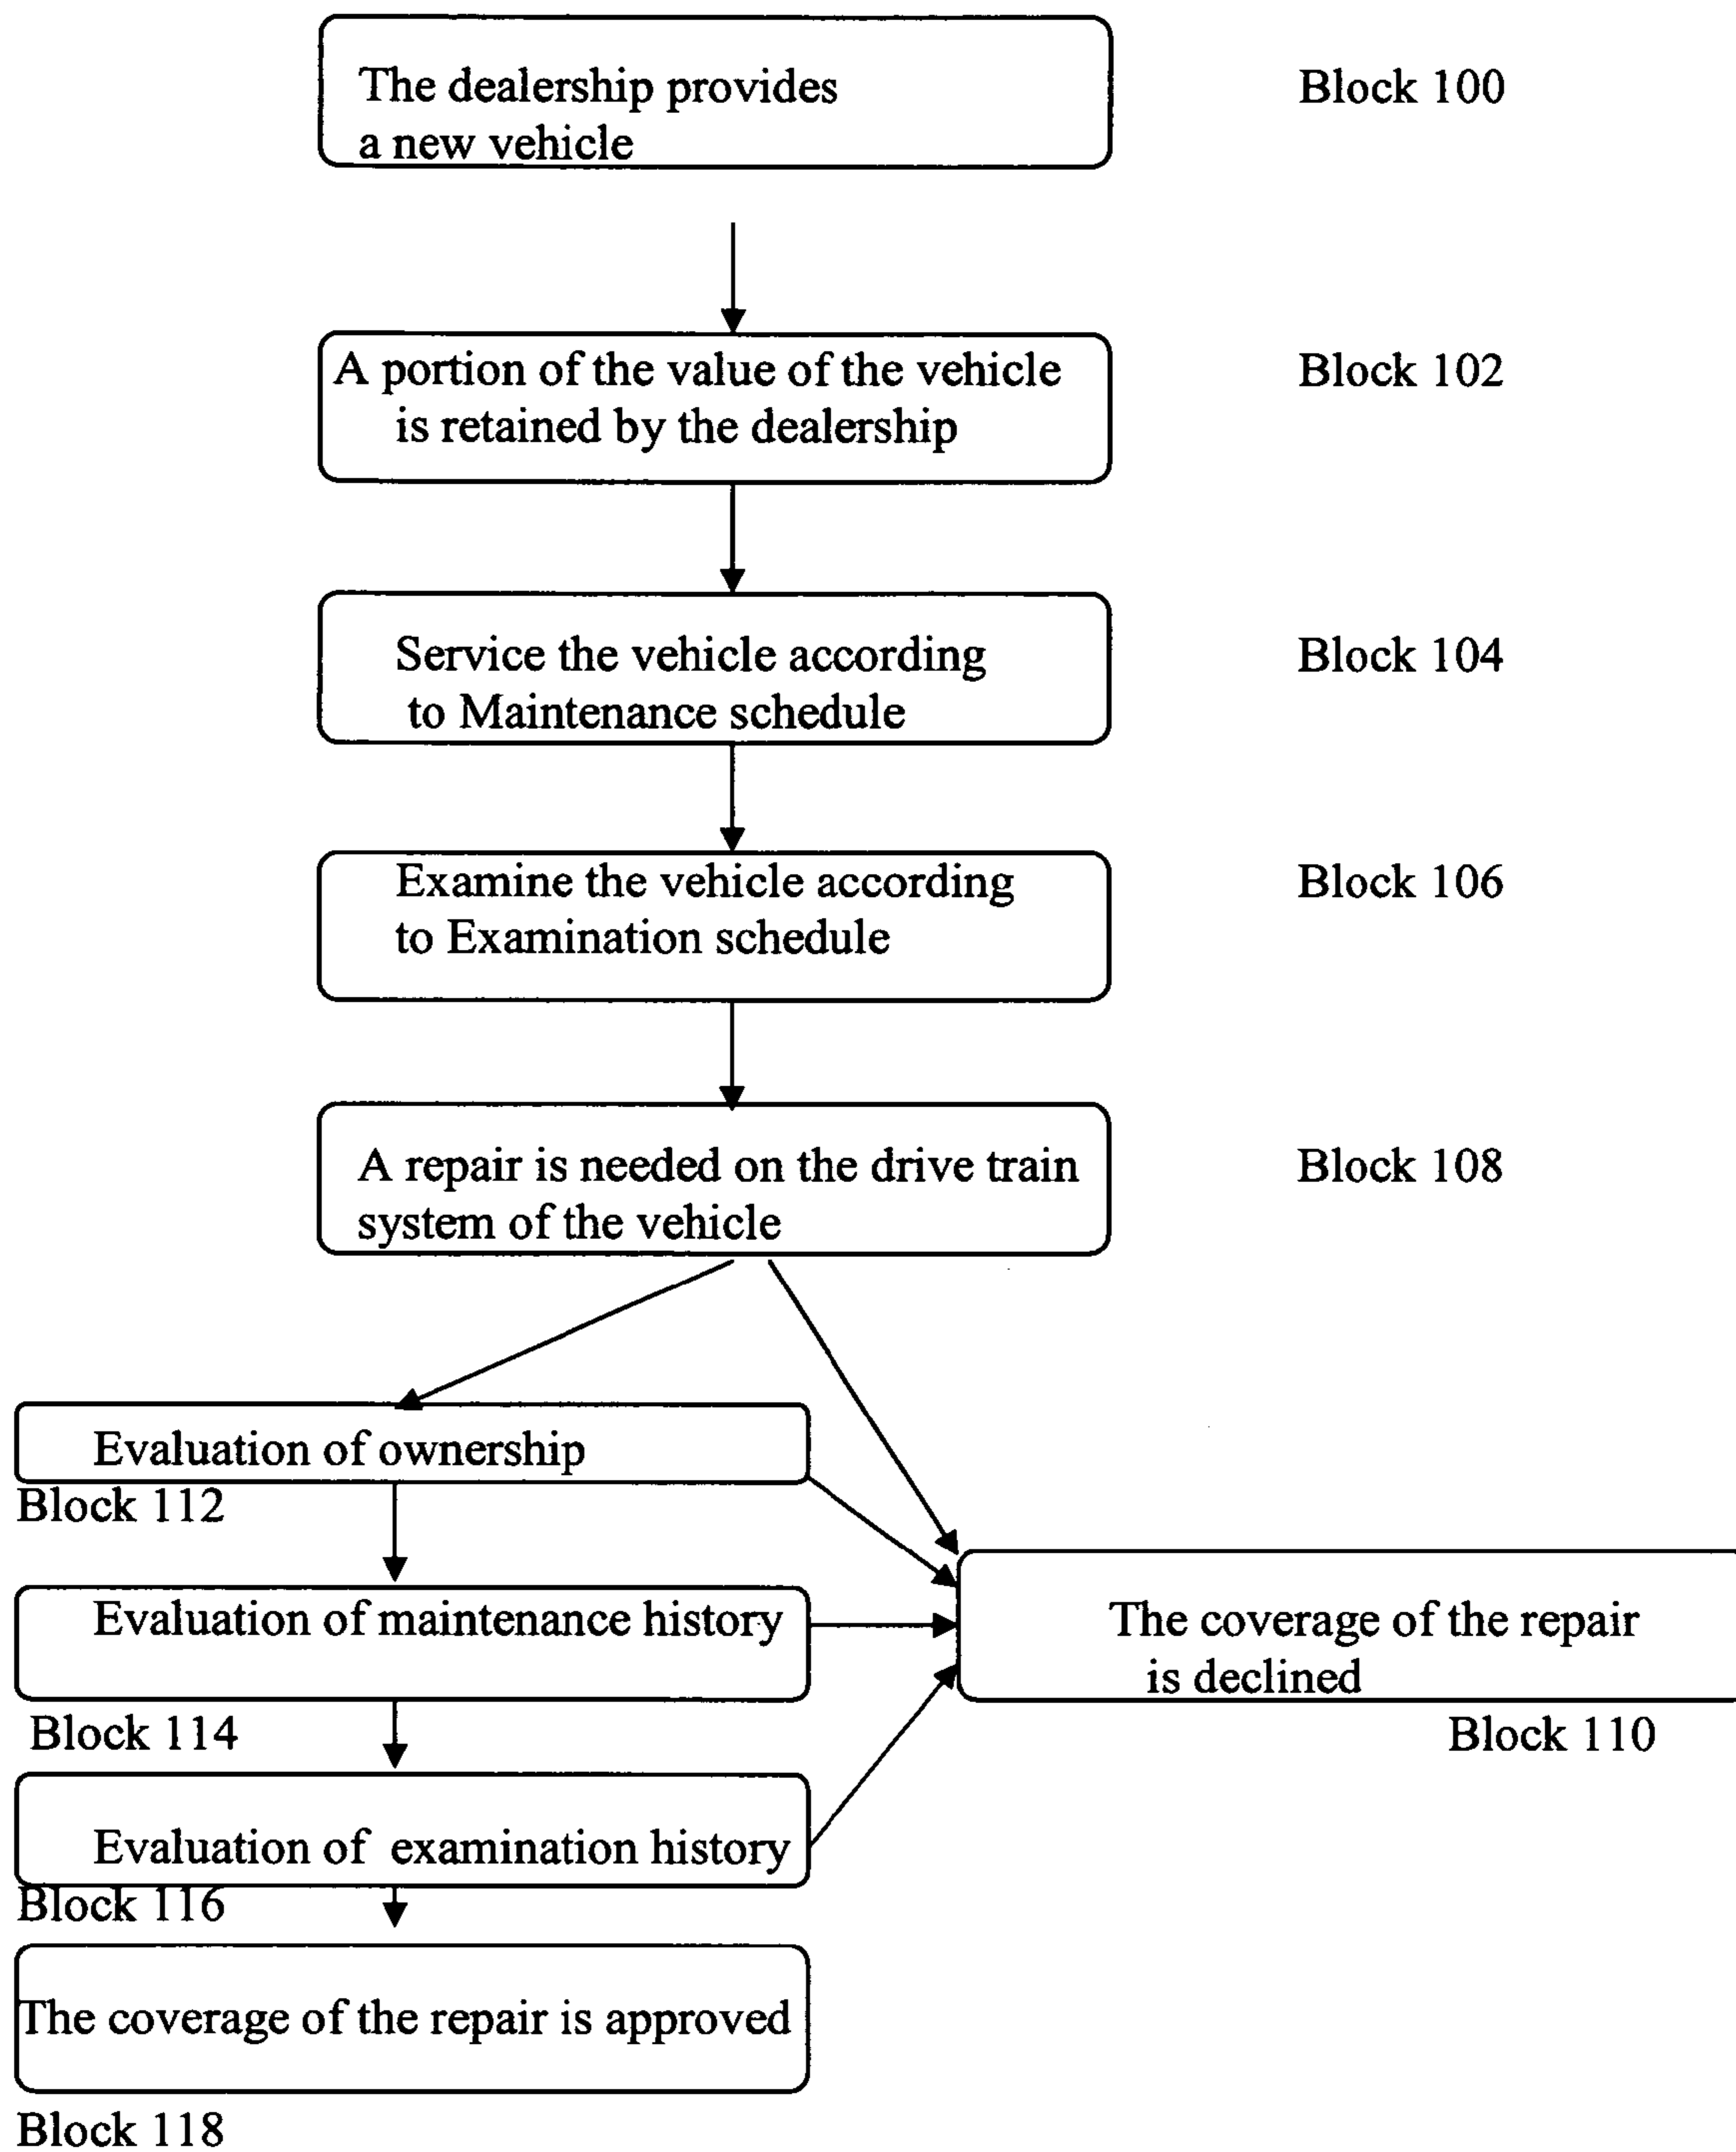 The dealership provides
a new vehicle
Block 100
A portion of the value of the vehicle
is retained by the dealership
Block 102
Service the vehicle according
to Maintenance schedule
Block 104
Examine the vehicle according
to Examination schedule
Block 106
A repair is needed on the drive train
system of the vehicle
Block 108
Evaluation of ownership
Block 112
Evaluation of maintenance history
Block 114
The coverage of the repair
is declined
Block 110
Evaluation of examination history
Block 116
The coverage of the repair is approved
Block 118